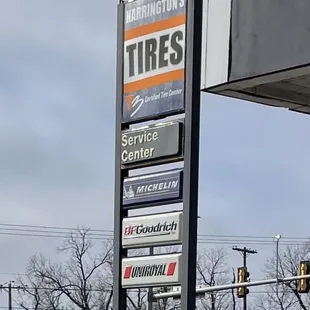 HARRINGTON'S
TIRES
Certified Tire Center
Service
Center
MICHELIN
BFGoodrich
UNIROYAL